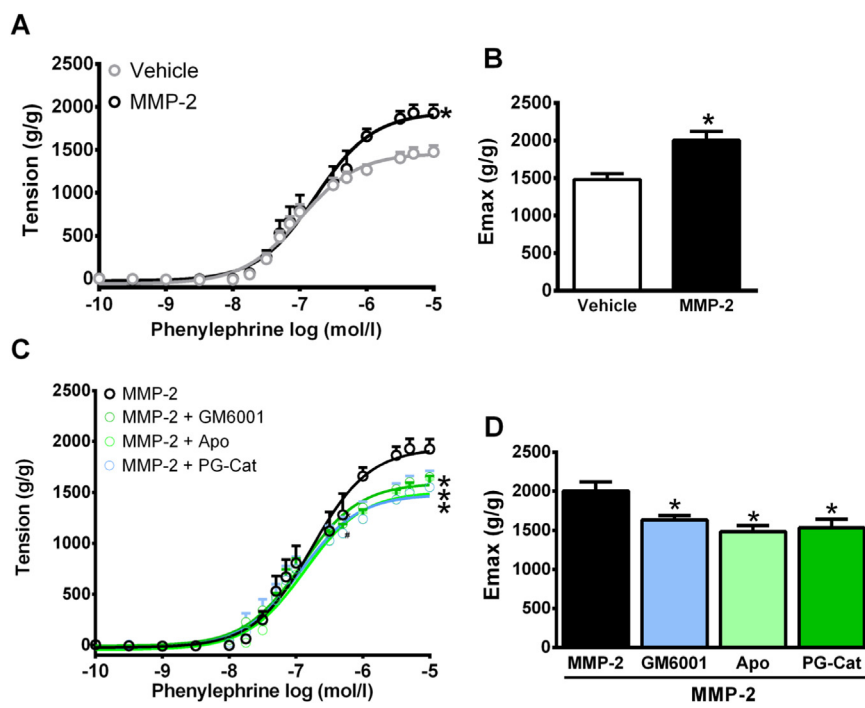 A
Vehicle
MMP-2
2500
2000
1500
1000
500
0
Tension (g/g)
*
-10 -9 -8 -7 -6 -5
Phenylephrine log (mol/l)
B
2500
2000
1500
1000
500
0
Emax (g/g)
*
Vehicle MMP-2
C
MMP-2
MMP-2 + GM6001
MMP-2 + Apo
MMP-2 + PG-Cat
2500
2000
1500
1000
500
0
Tension (g/g)
*
*
*
#
-10 -9 -8 -7 -6 -5
Phenylephrine log (mol/l)
D
2500
2000
1500
1000
500
0
Emax (g/g)
* * *
MMP-2 GM6001 Apo PG-Cat
MMP-2